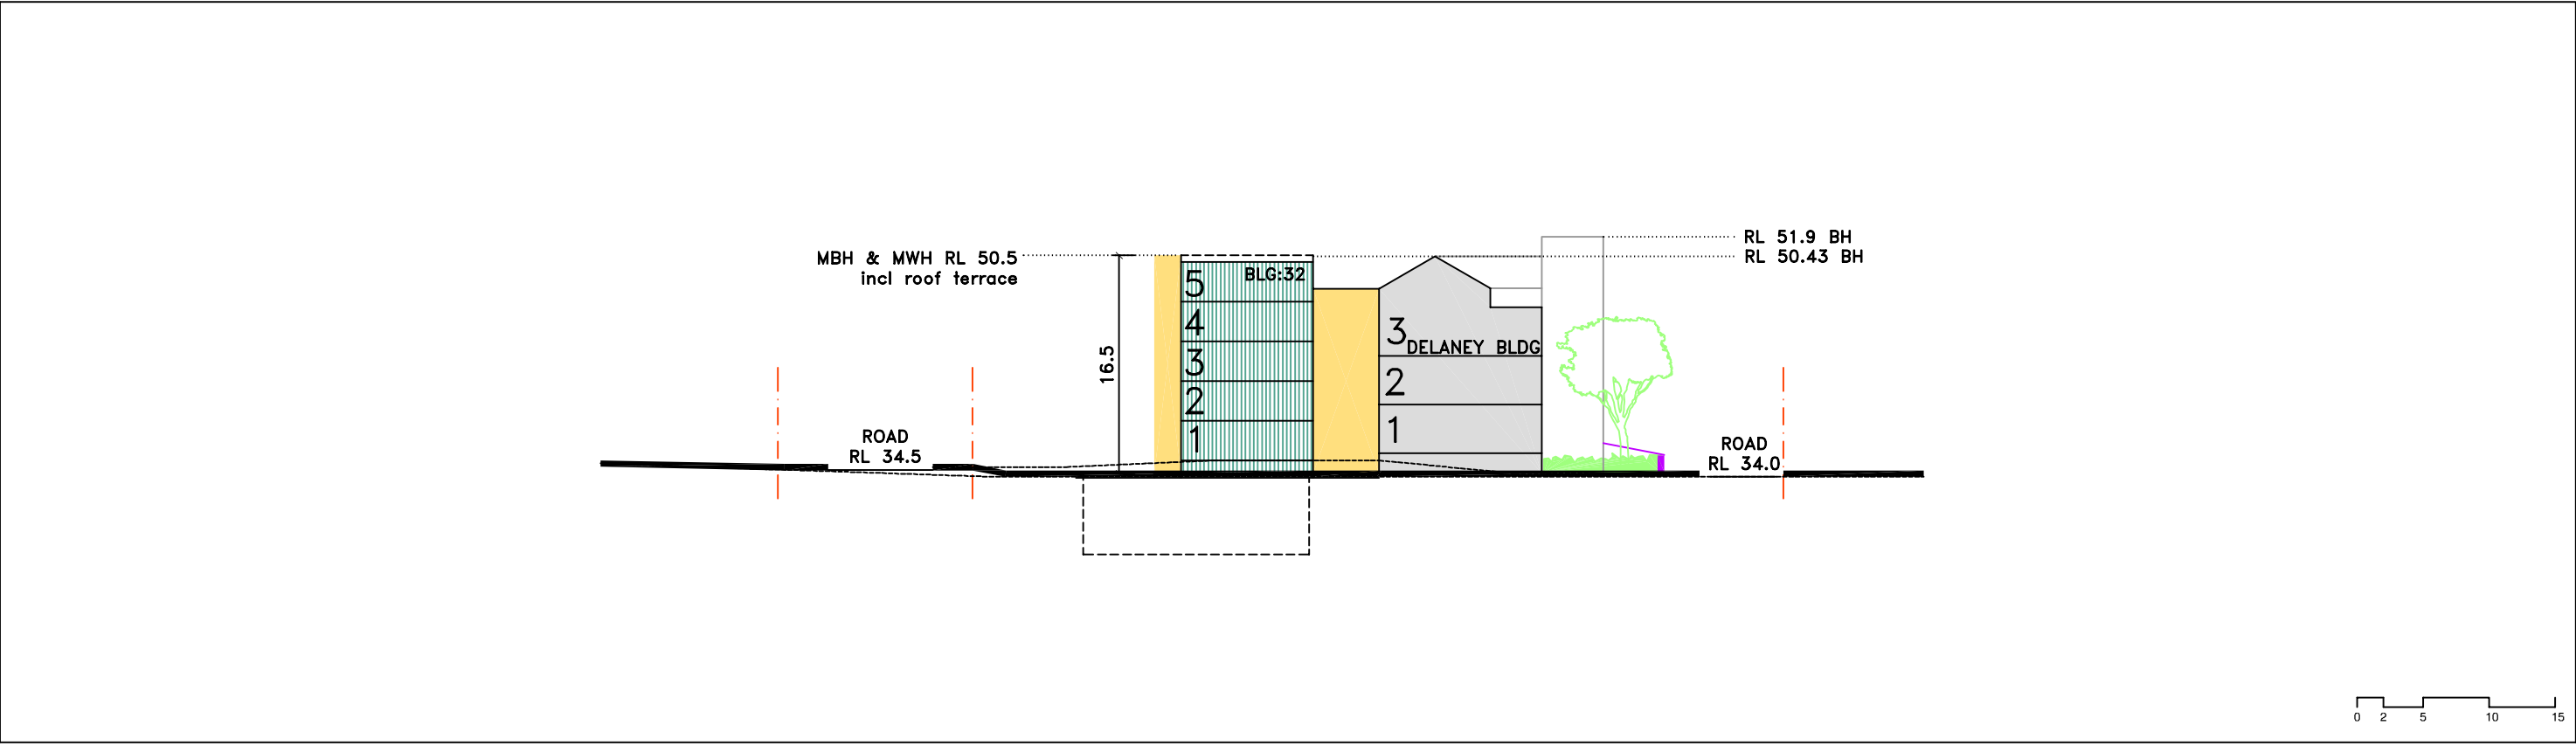 RL 51.9 BH
MBH & MWH RL 50.5
incl roof terrace
RL 50.43 BH
5
BLG:32
4
3
2
1
16.5
3
DELANEY BLDG
2
1
ROAD
RL 34.5
ROAD
RL 34.0
0 2 5 10 15